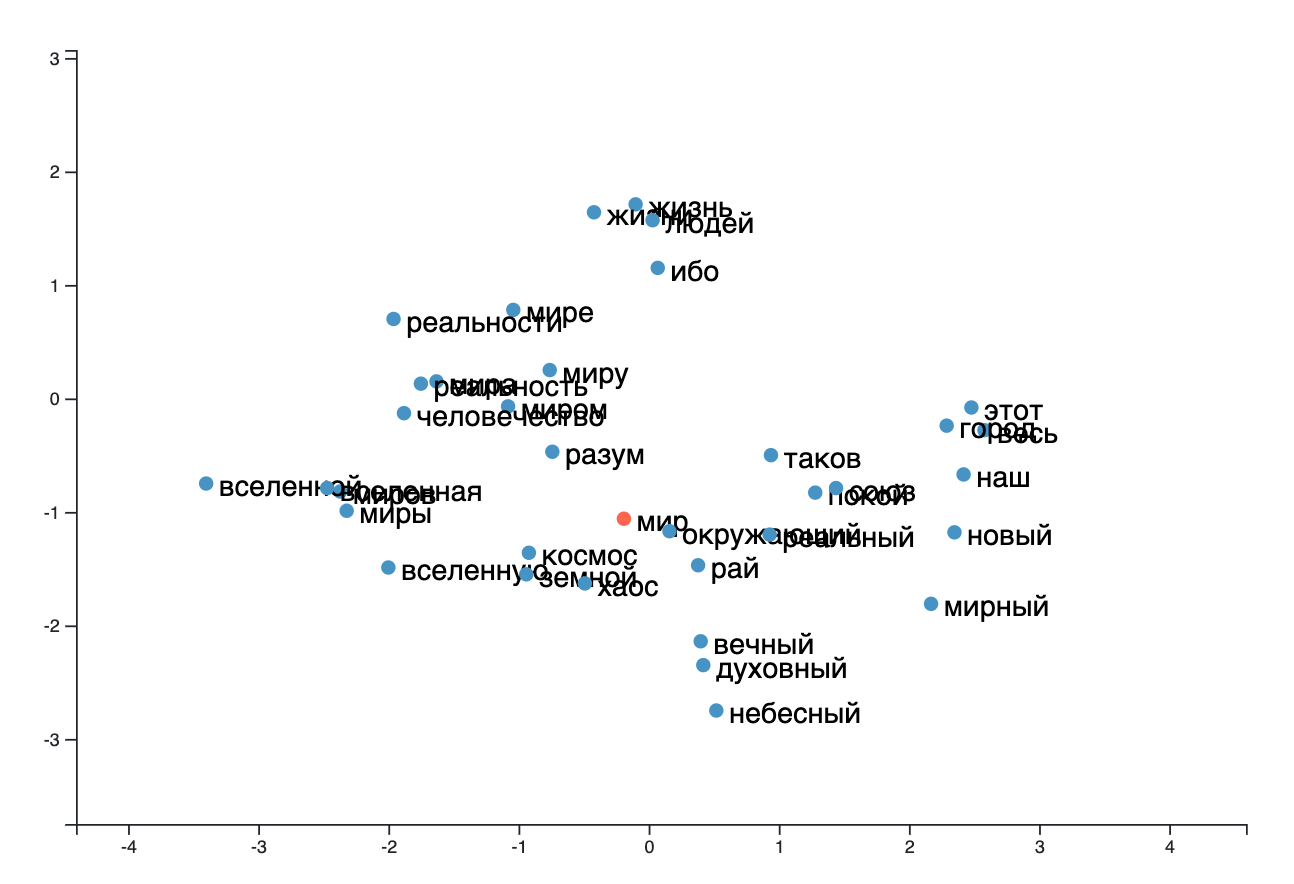 3
2
1
0
-1
-2
-3
жизнь
жизни
людей
ибо
мире
реальности
миру
мира
реальность
миром
человечество
этот
город
весь
разум
таков
наш
вселенной
вселенная
миров
союз
покой
миры
мир
окружающий
реальный
новый
космос
рай
вселенную
земной
хаос
мирный
вечный
духовный
небесный
-4 -3 -2 -1 0 1 2 3 4